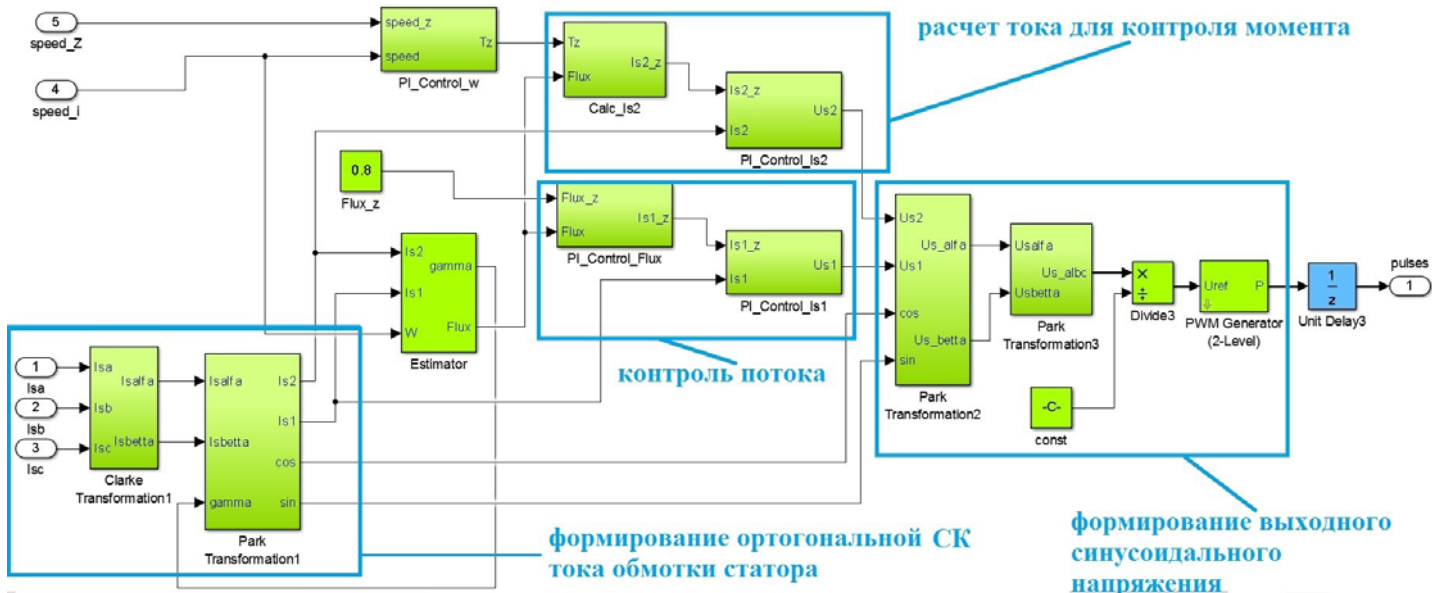 5
speed_Z
4
speed_i
speed_z
speed
Tz
PI_Control_w
Tz
Flux
Is2_z
Calc_Is2
Is2_z
Is2
Us2
PI_Control_Is2
расчет тока для контроля момента
0.8
Flux_z
Flux_z
Flux
Is1_z
PI_Control_Flux
Is1_z
Is1
Us1
PI_Control_Is1
контроль потока
Is2
Is1
W
gamma
Flux
Estimator
1
Isa
2
Isb
3
Isc
Isa
Isb
Isc
Isalfa
Isbetta
Clarke
Transformation1
Isalfa
Isbetta
gamma
Is2
Is1
cos
sin
Park
Transformation1
формирование ортогональной СК
тока обмотки статора
Us2
Us1
cos
sin
Us_alfa
Us_betta
Park
Transformation2
Usalfa
Usbetta
Us_albc
Park
Transformation3
×
÷
Divide3
-C-
const
Uref
P
PWM Generator
(2-Level)
1
z
Unit Delay3
pulses
1
формирование выходного
синусоидального
напряжения